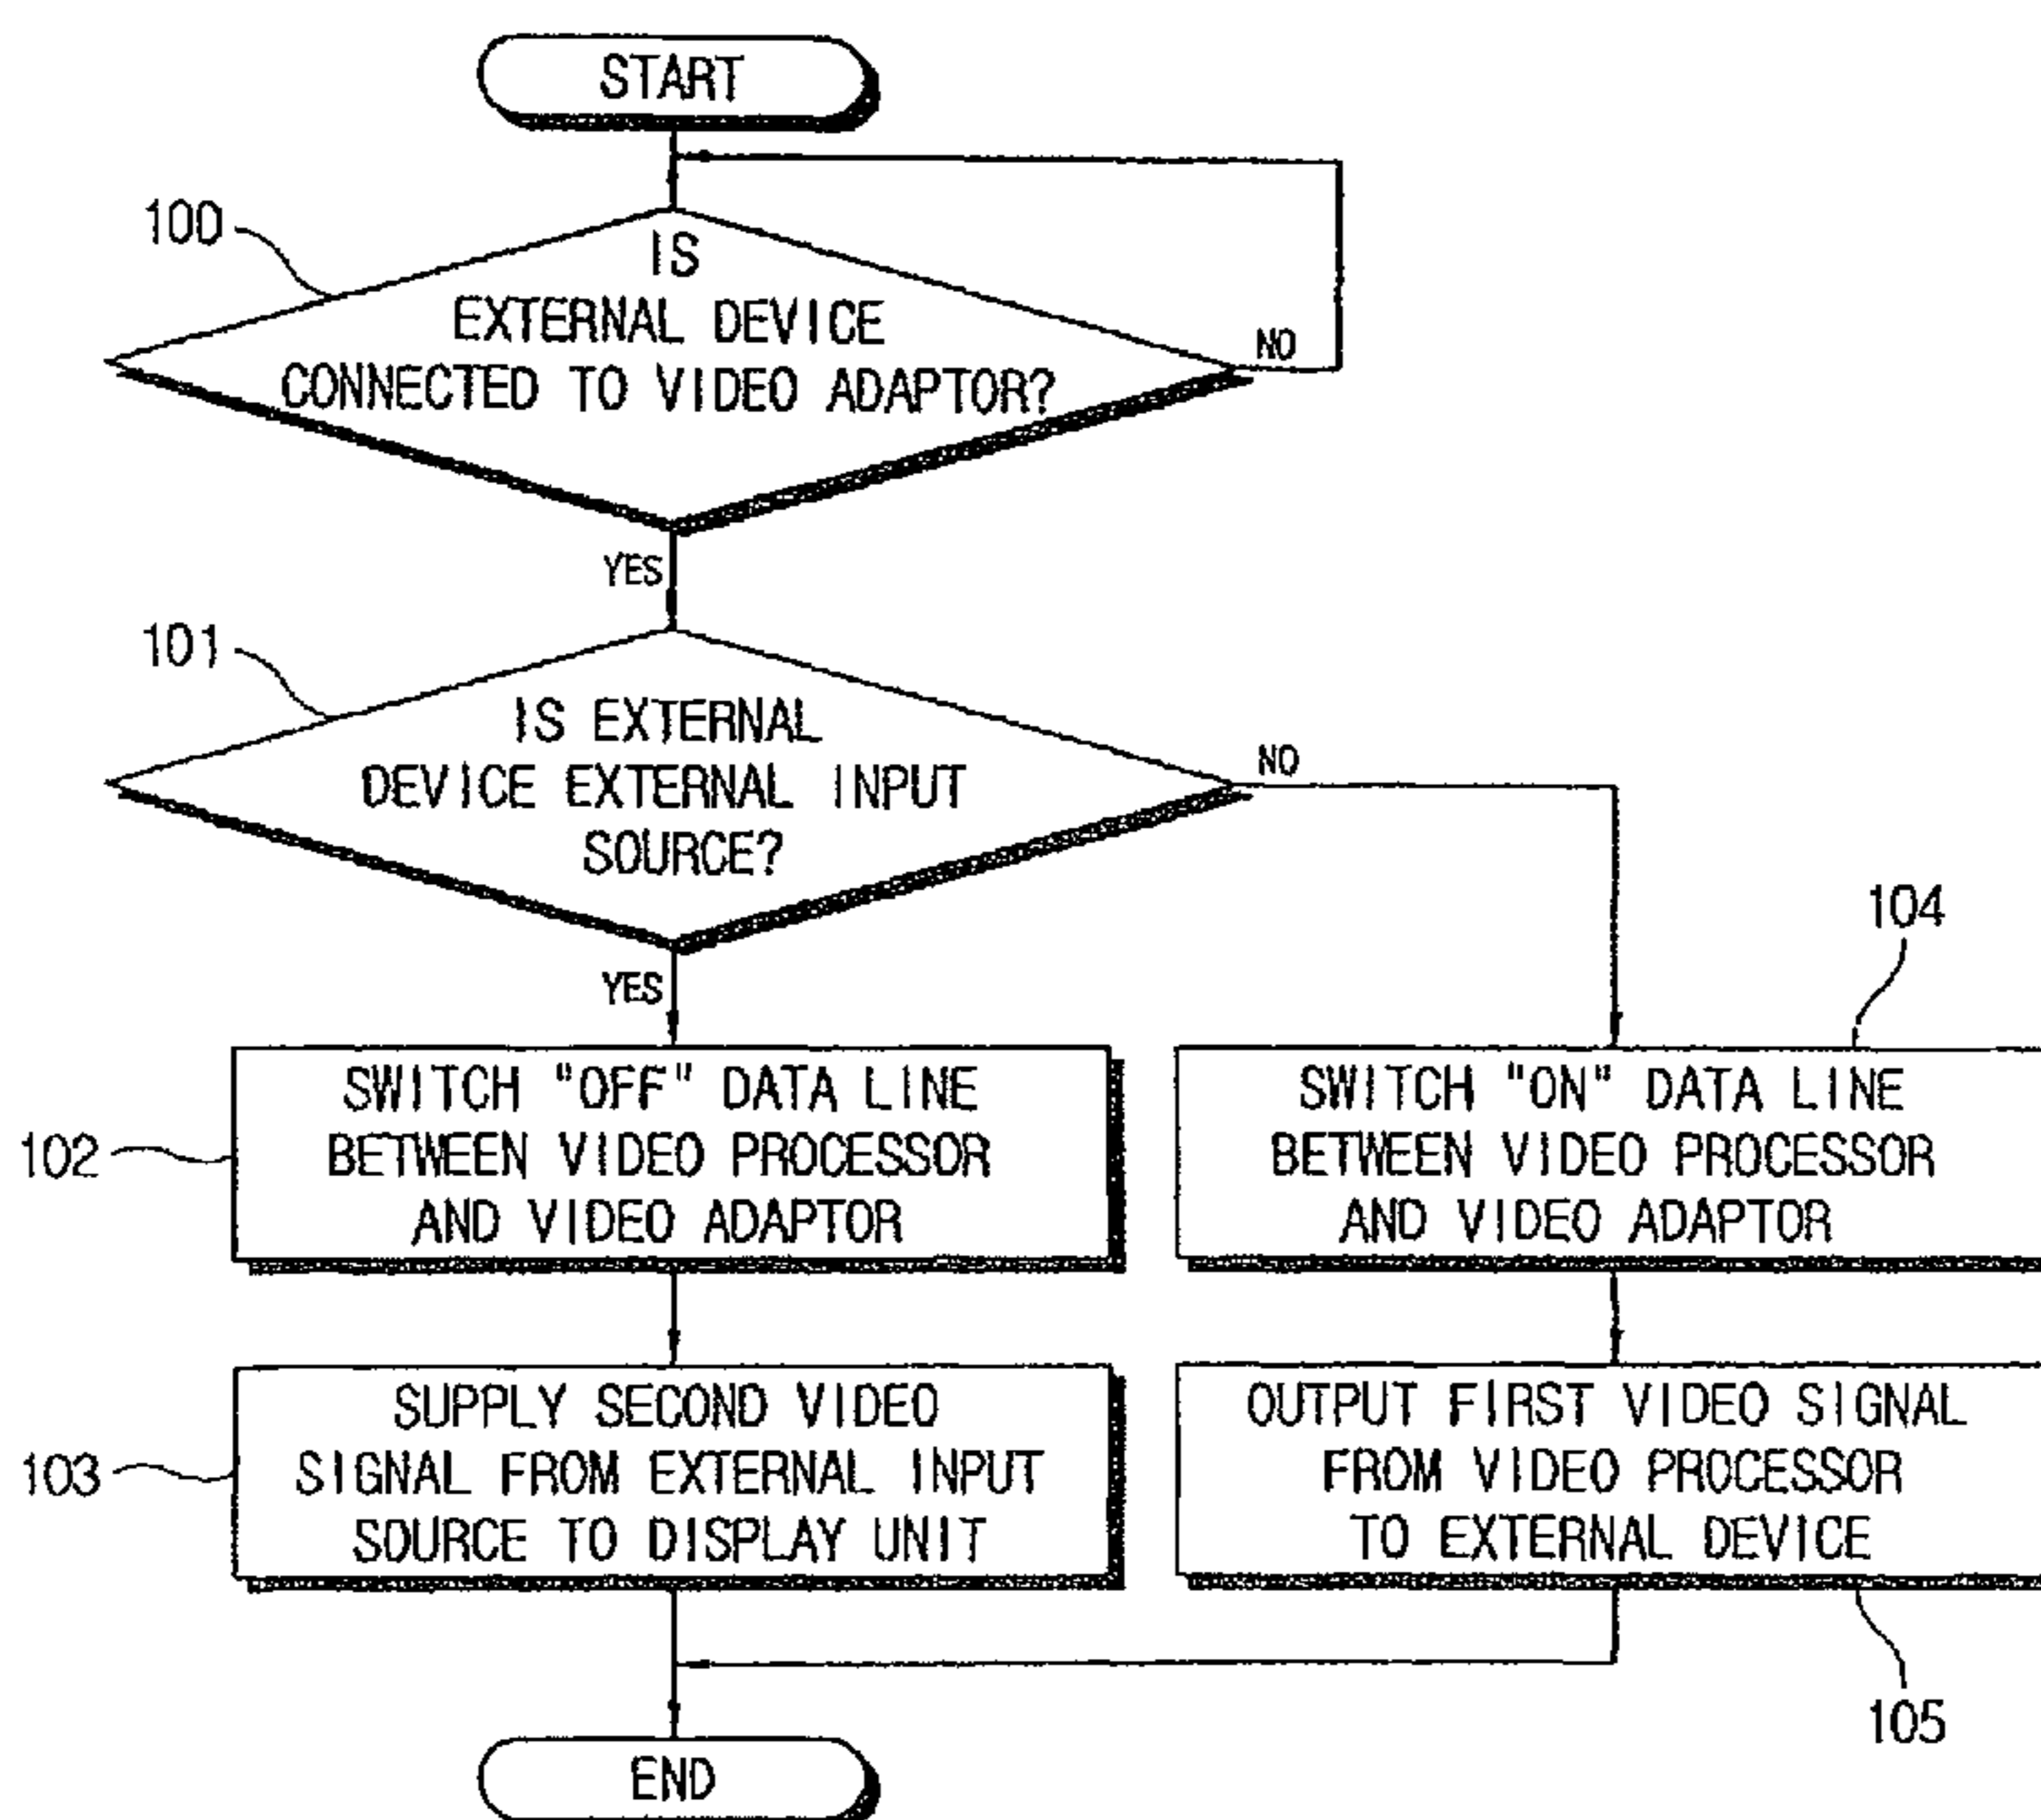 START
100
IS
EXTERNAL DEVICE
CONNECTED TO VIDEO ADAPTOR?
NO
YES
101
IS EXTERNAL
DEVICE EXTERNAL INPUT
SOURCE?
NO
YES
102
SWITCH "OFF" DATA LINE
BETWEEN VIDEO PROCESSOR
AND VIDEO ADAPTOR
104
SWITCH "ON" DATA LINE
BETWEEN VIDEO PROCESSOR
AND VIDEO ADAPTOR
103
SUPPLY SECOND VIDEO
SIGNAL FROM EXTERNAL INPUT
SOURCE TO DISPLAY UNIT
OUTPUT FIRST VIDEO SIGNAL
FROM VIDEO PROCESSOR
TO EXTERNAL DEVICE
105
END